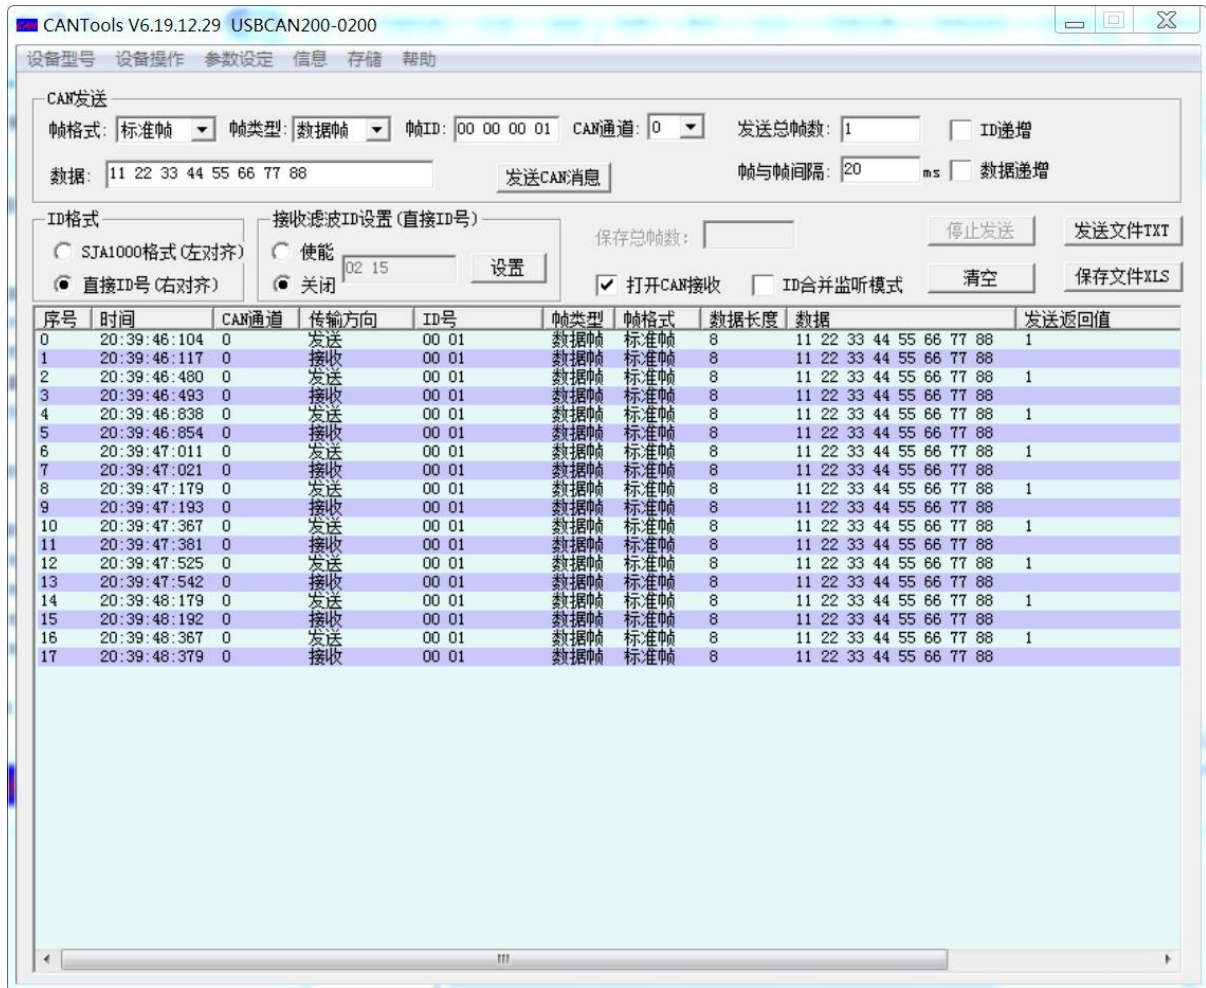 CANTools V6.19.12.29 USBCAN200-0200
设备型号 设备操作 参数设定 信息 存储 帮助
CAN发送
帧格式: 标准帧 帧类型: 数据帧 帧ID: 00 00 00 01 CAN通道: 0 发送总帧数: 1 ID递增
数据: 11 22 33 44 55 66 77 88 发送CAN消息 帧与帧间隔: 20 ms 数据递增
ID格式 接收滤波ID设置(直接ID号)
SJA1000格式(左对齐) 使能 保存总帧数: 停止发送 发送文件TXT
02 15 设置
直接ID号(右对齐) 关闭 打开CAN接收 ID合并监听模式 清空 保存文件XLS
序号 时间 CAN通道 传输方向 ID号 帧类型 帧格式 数据长度 数据 发送返回值
0 20:39:46:104 0 发送 00 01 数据帧 标准帧 8 11 22 33 44 55 66 77 88 1
1 20:39:46:117 0 接收 00 01 数据帧 标准帧 8 11 22 33 44 55 66 77 88
2 20:39:46:480 0 发送 00 01 数据帧 标准帧 8 11 22 33 44 55 66 77 88 1
3 20:39:46:493 0 接收 00 01 数据帧 标准帧 8 11 22 33 44 55 66 77 88
4 20:39:46:838 0 发送 00 01 数据帧 标准帧 8 11 22 33 44 55 66 77 88 1
5 20:39:46:854 0 接收 00 01 数据帧 标准帧 8 11 22 33 44 55 66 77 88
6 20:39:47:011 0 发送 00 01 数据帧 标准帧 8 11 22 33 44 55 66 77 88 1
7 20:39:47:021 0 接收 00 01 数据帧 标准帧 8 11 22 33 44 55 66 77 88
8 20:39:47:179 0 发送 00 01 数据帧 标准帧 8 11 22 33 44 55 66 77 88 1
9 20:39:47:193 0 接收 00 01 数据帧 标准帧 8 11 22 33 44 55 66 77 88
10 20:39:47:367 0 发送 00 01 数据帧 标准帧 8 11 22 33 44 55 66 77 88 1
11 20:39:47:381 0 接收 00 01 数据帧 标准帧 8 11 22 33 44 55 66 77 88
12 20:39:47:525 0 发送 00 01 数据帧 标准帧 8 11 22 33 44 55 66 77 88 1
13 20:39:47:542 0 接收 00 01 数据帧 标准帧 8 11 22 33 44 55 66 77 88
14 20:39:48:179 0 发送 00 01 数据帧 标准帧 8 11 22 33 44 55 66 77 88 1
15 20:39:48:192 0 接收 00 01 数据帧 标准帧 8 11 22 33 44 55 66 77 88
16 20:39:48:367 0 发送 00 01 数据帧 标准帧 8 11 22 33 44 55 66 77 88 1
17 20:39:48:379 0 接收 00 01 数据帧 标准帧 8 11 22 33 44 55 66 77 88